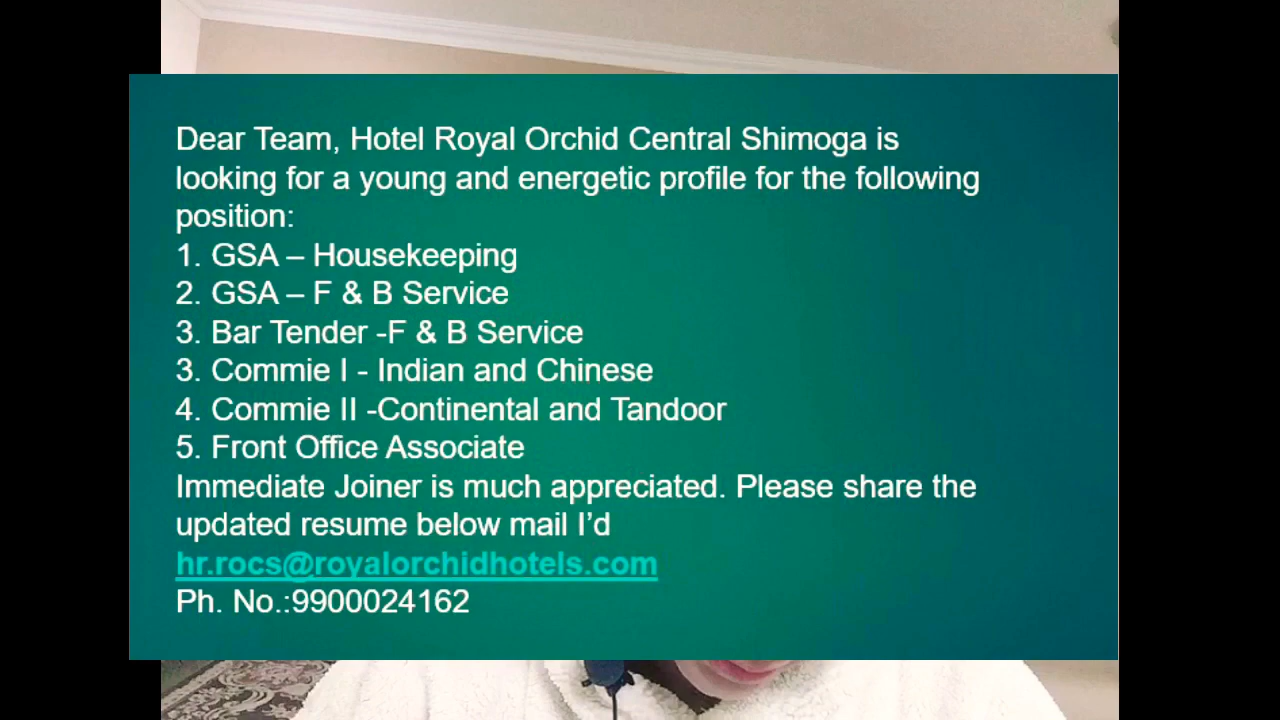 Dear Team, Hotel Royal Orchid Central Shimoga is
looking for a young and energetic profile for the following
position:
1. GSA – Housekeeping
2. GSA – F & B Service
3. Bar Tender -F & B Service
3. Commie I - Indian and Chinese
4. Commie II -Continental and Tandoor
5. Front Office Associate
Immediate Joiner is much appreciated. Please share the
updated resume below mail I’d
hr.rocs@royalorchidhotels.com
Ph. No.:9900024162